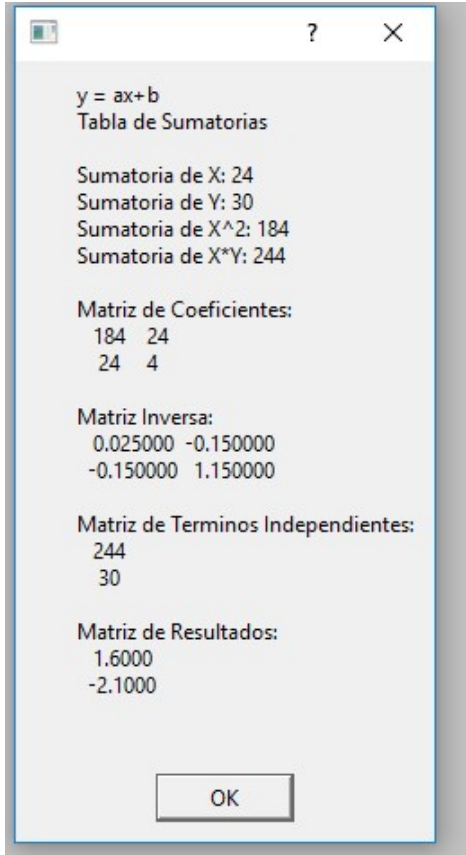 ?
y = ax+b
Tabla de Sumatorias
Sumatoria de X: 24
Sumatoria de Y: 30
Sumatoria de X^2: 184
Sumatoria de X*Y: 244
Matriz de Coeficientes:
184 24
24 4
Matriz Inversa:
0.025000 -0.150000
-0.150000 1.150000
Matriz de Terminos Independientes:
244
30
Matriz de Resultados:
1.6000
-2.1000
OK